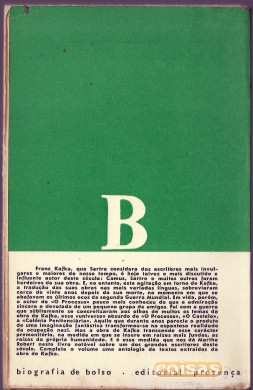 B
Franz Kafka, que Sartre considera dos escritores mais invul-
gares e maiores do nosso tempo, é hoje talvez o mais discutido e
influente autor deste século: Camus, Sartre e muitos outros foram
herdeiros da sua obra. E, no entanto, esta agitação em torno de Kafka,
a tradução das suas obras nas mais variadas línguas, sobrevieram
cerca de vinte anos depois da sua morte, no momento em que se
abafaram os últimos ecos da segunda Guerra Mundial. Em vida, porém,
o autor de «O Processo» pouco mais conheceu do que a admiração
sincera e devotada de um pequeno grupo de amigos. Foi com a guerra
que súbitamente se concretizaram aos olhos de muitos os temas da
obra de Kafka, esse universo absurdo de «O Processo», «O Castelo»,
a «Colónia Penitenciária». Aquilo que durante anos parecia o produto
de uma imaginação fantástica transformou-se na espantosa realidade
da ocupação nazi. Mas a obra de Kafka transcende esse carácter
premonitório, na medida em que se insere em raízes mais fundas, as
raízes da própria humanidade. E é essa medida que nos dá Marthe
Robert neste livro notável sobre um dos grandes escritores deste
século. Completa o volume uma antologia de textos extraídos da
obra de Kafka.
biografia de bolso · editorial presença